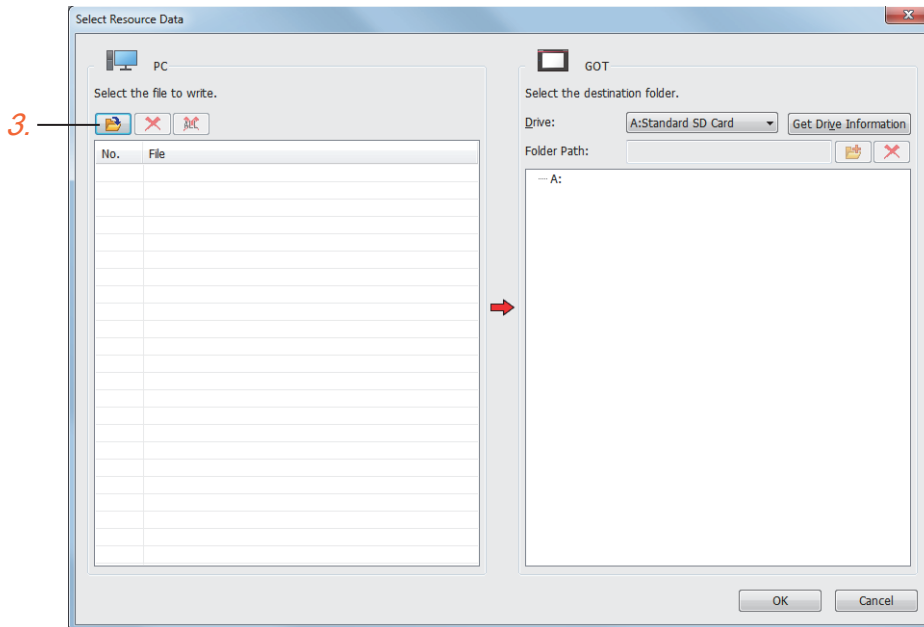 Select Resource Data
PC
Select the file to write.
3.
ALL
No. File
GOT
Select the destination folder.
Drive: A:Standard SD Card Get Drive Information
Folder Path:
A:
OK Cancel